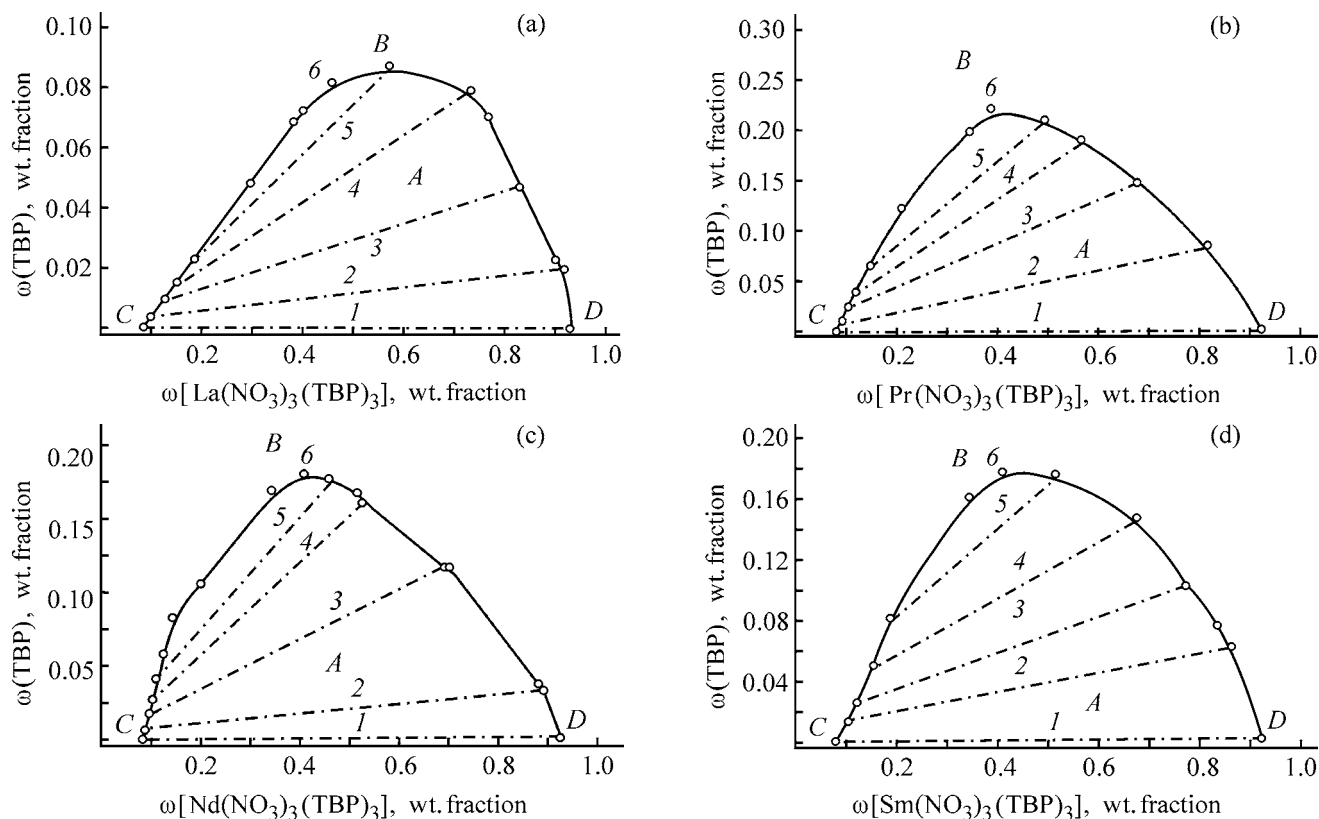 (a)
ω(TBP), wt. fraction
0.10
0.08
0.06
0.04
0.02
B
6
5
4
A
3
2
C
1
D
0.2 0.4 0.6 0.8 1.0
ω[La(NO₃)₃(TBP)₃], wt. fraction
(b)
ω(TBP), wt. fraction
0.30
0.25
0.20
0.15
0.10
0.05
B
6
5
4
3
A
2
C
1
D
0.2 0.4 0.6 0.8 1.0
ω[Pr(NO₃)₃(TBP)₃], wt. fraction
(c)
ω(TBP), wt. fraction
0.20
0.15
0.10
0.05
B
6
5
4
3
A
2
C
1
D
0.2 0.4 0.6 0.8 1.0
ω[Nd(NO₃)₃(TBP)₃], wt. fraction
(d)
ω(TBP), wt. fraction
0.20
0.16
0.12
0.08
0.04
B
6
5
4
3
2
A
C
1
D
0.2 0.4 0.6 0.8 1.0
ω[Sm(NO₃)₃(TBP)₃], wt. fraction